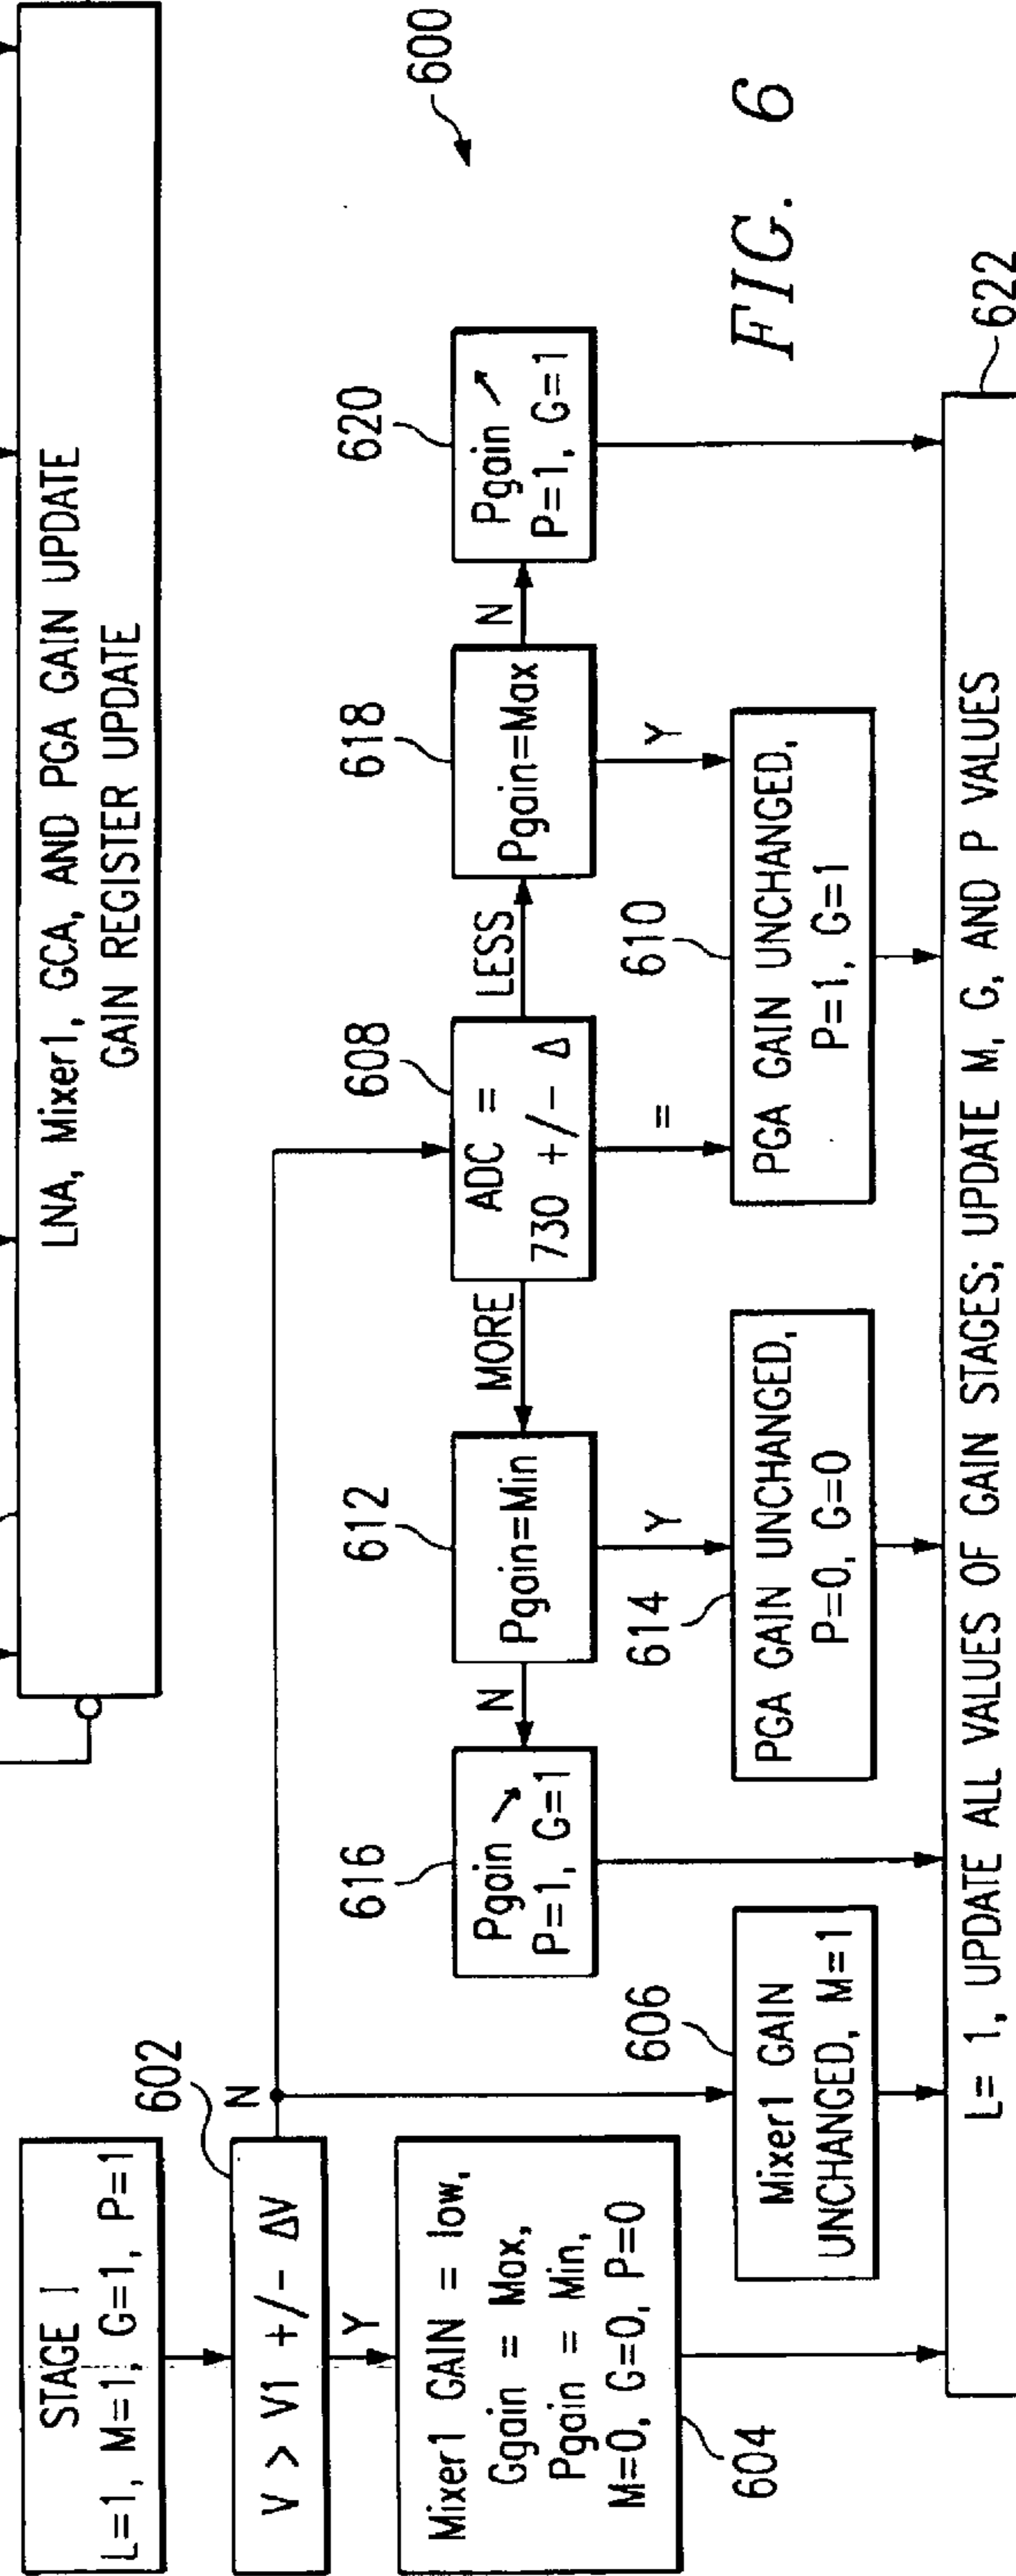 LNA, Mixer1, GCA, AND PGA GAIN UPDATE
GAIN REGISTER UPDATE
600
STAGE I
L=1, M=1, G=1, P=1
602
V > V1 +/- ΔV
N
Y
Mixer1 GAIN = low,
Ggain = Max,
Pgain = Min,
M=0, G=0, P=0
604
606
Mixer1 GAIN
UNCHANGED, M=1
616
Pgain ↘
P=1, G=1
N
612
Pgain=Min
Y
614
PGA GAIN UNCHANGED,
P=0, G=0
MORE
608
ADC =
730 +/- Δ
=
LESS
610
PGA GAIN UNCHANGED,
P=1, G=1
618
Pgain=Max
Y
N
620
Pgain ↗
P=1, G=1
622
L= 1, UPDATE ALL VALUES OF GAIN STAGES; UPDATE M, G, AND P VALUES
FIG. 6